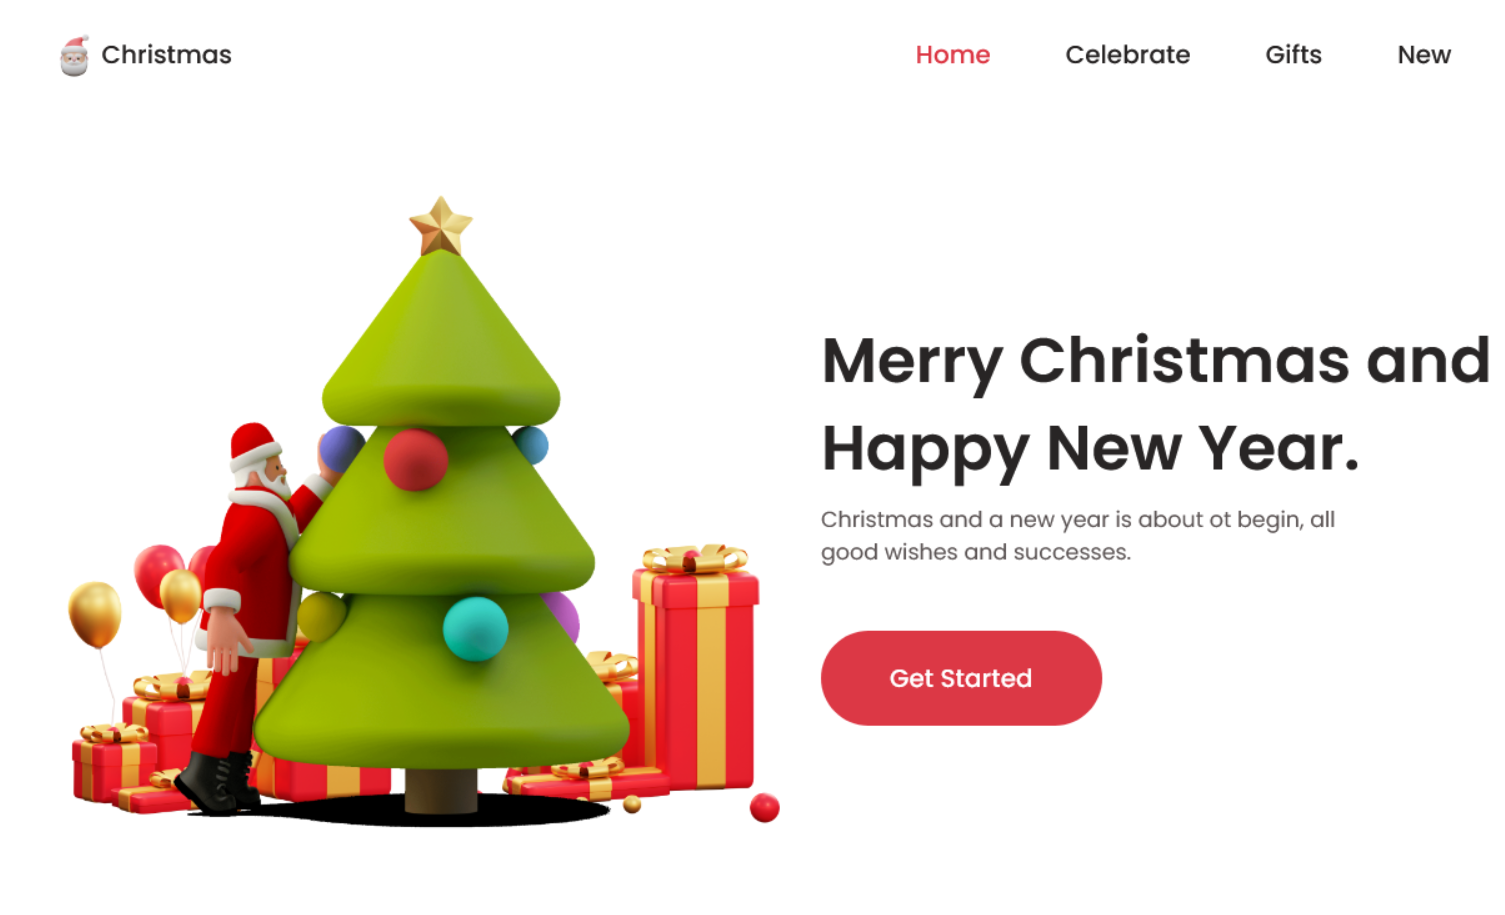 Christmas
Home Celebrate Gifts New
Merry Christmas and
Happy New Year.
Christmas and a new year is about ot begin, all
good wishes and successes.
Get Started